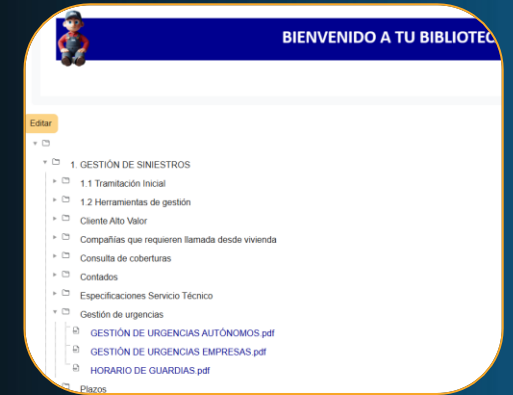 BIENVENIDO A TU
Editar
1. GESTIÓN DE SINIESTROS
1.1 Tramitación Inicial
1.2 Herramientas de gestión
Cliente Alto Valor
Compañías que requieren llamada desde vivienda
Consulta de coberturas
Contados
Especificaciones Servicio Técnico
Gestión de urgencias
GESTIÓN DE URGENCIAS AUTÓNOMOS.pdf
GESTIÓN DE URGENCIAS EMPRESAS.pdf
HORARIO DE GUARDIAS.pdf
Plazos